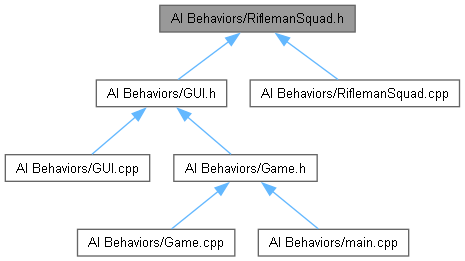 AI Behaviors/RiflemanSquad.h
AI Behaviors/GUI.h
AI Behaviors/RiflemanSquad.cpp
AI Behaviors/GUI.cpp
AI Behaviors/Game.h
AI Behaviors/Game.cpp
AI Behaviors/main.cpp